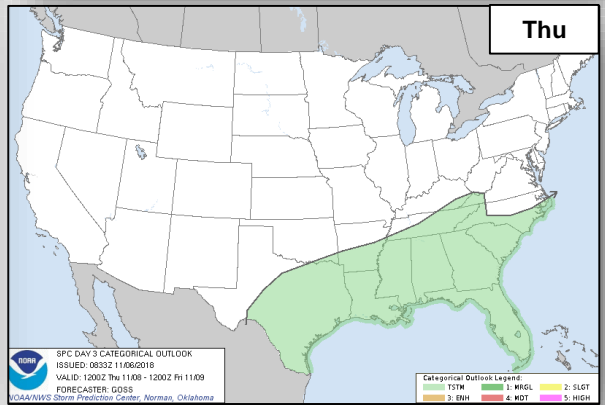 Thu
SPC DAY 3 CATEGORICAL OUTLOOK
ISSUED: 0833Z 11/06/2018
VALID: 1200Z Thu 11/08 - 1200Z Fri 11/09
FORECASTER: GOSS
NOAA/NWS Storm Prediction Center, Norman, Oklahoma
NOAA
Categorical Outlook Legend:
TSTM 1: MRGL 2: SLGT
3: ENH 4: MDT 5: HIGH